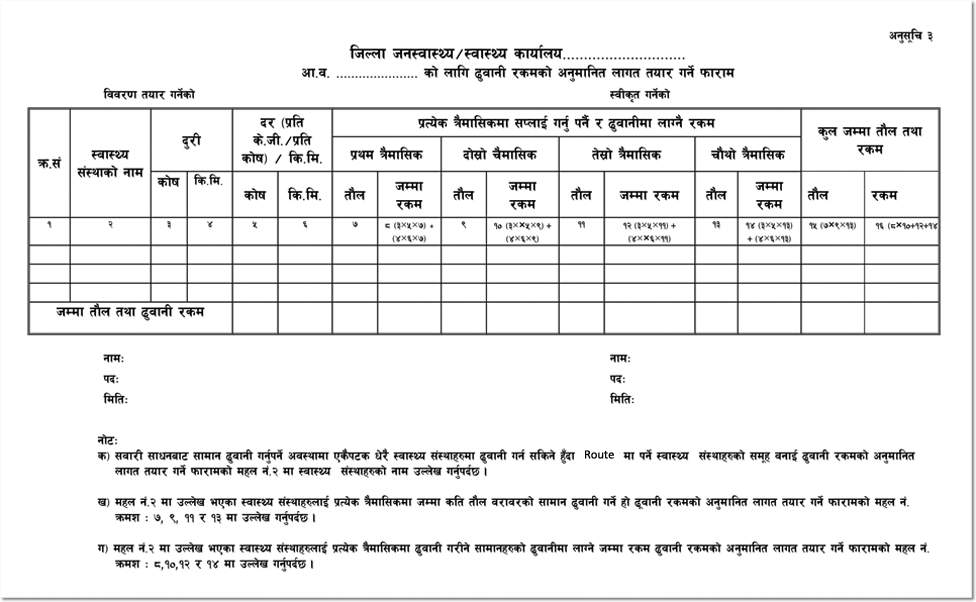 अनुसूचि ३
जिल्ला जनस्वास्थ्य/स्वास्थ्य कार्यालय............................
आ.व. ...................... को लागि ढुवानी रकमको अनुमानित लागत तयार गर्ने फाराम
विवरण तयार गर्नेको स्वीकृत गर्नेको
क्र.सं स्वास्थ्य संस्थाको नाम दुरी दर (प्रति के.जी./प्रति कोष) / कि.मि. प्रत्येक त्रैमासिकमा सप्लाई गर्नु पर्ने र ढुवानीमा लाग्ने रकम कुल जम्मा तौल तथा रकम
प्रथम त्रैमासिक दोस्रो चैमासिक तेस्रो त्रैमासिक चौथो त्रैमासिक
कोष कि.मि. कोष कि.मि. तौल जम्मा रकम तौल जम्मा रकम तौल जम्मा रकम तौल जम्मा रकम तौल रकम
१ २ ३ ४ ५ ६ ७ ८ (३×५×७) + (४×६×७) ९ १० (३××५×९) + (४×६×९) ११ १२ (३×५×११) + (४××६×११) १३ १४ (३×५×१३) + (४×६×१३) १५ (७×९×१३) १६ (८×१०+१२+१४
जम्मा तौल तथा ढुवानी रकम
नामः नामः
पदः पदः
मितिः मितिः
नोटः
क) सवारी साधनबाट सामान ढुवानी गर्नुपर्ने अवस्थामा एकैपटक धेरै स्वास्थ्य संस्थाहरुमा ढुवानी गर्न सकिने हुँदा Route मा पर्ने स्वास्थ्य संस्थाहरुको समूह वनाई ढुवानी रकमको अनुमानित
लागत तयार गर्ने फारामको महल नं.२ मा स्वास्थ्य संस्थाहरुको नाम उल्लेख गर्नुपर्दछ ।
ख) महल नं.२ मा उल्लेख भएका स्वास्थ्य संस्थाहरुलाई प्रत्येक त्रैमासिकमा जम्मा कति तौल वरावरको सामान ढुवानी गर्ने हो ढूवानी रकमको अनुमानित लागत तयार गर्ने फारामको महल नं.
क्रमश : ७, ९, ११ र १३ मा उल्लेख गर्नुपर्दछ ।
ग) महल नं.२ मा उल्लेख भएका स्वास्थ्य संस्थाहरुलाई प्रत्येक त्रैमासिकमा ढुवानी गरीने सामानहरुको ढुवानीमा लाग्ने जम्मा रकम ढुवानी रकमको अनुमानित लागत तयार गर्ने फारामको महल नं.
क्रमश : ८,१०,१२ र १४ मा उल्लेख गर्नुपर्दछ ।